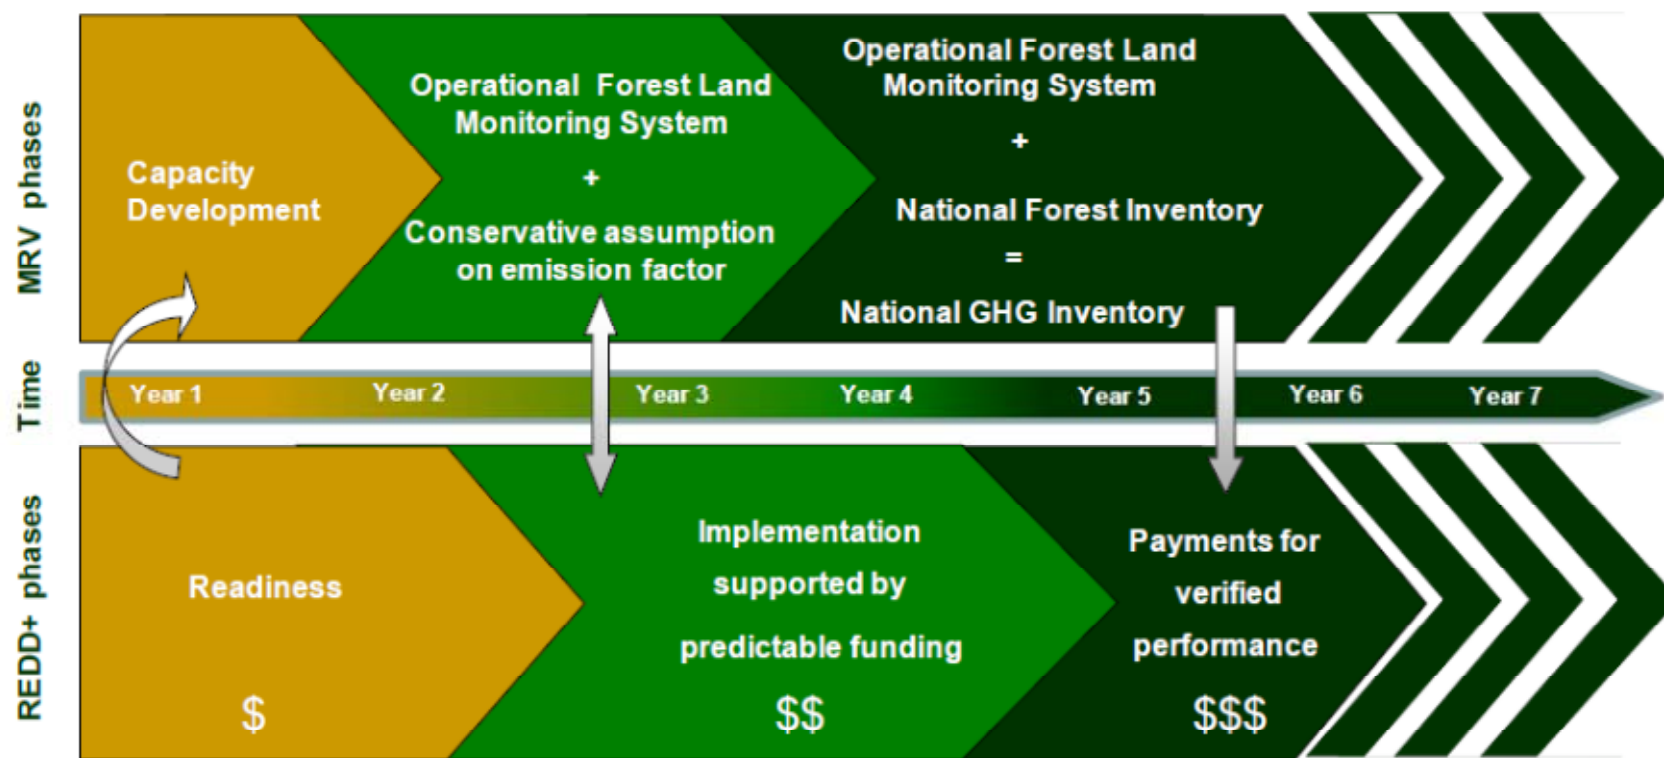 MRV phases
Capacity
Development
Operational Forest Land
Monitoring System
+
Conservative assumption
on emission factor
Operational Forest Land
Monitoring System
+
National Forest Inventory
=
National GHG Inventory
Time
Year 1
Year 2
Year 3
Year 4
Year 5
Year 6
Year 7
REDD+ phases
Readiness
$
Implementation
supported by
predictable funding
$$
Payments for
verified
performance
$$$